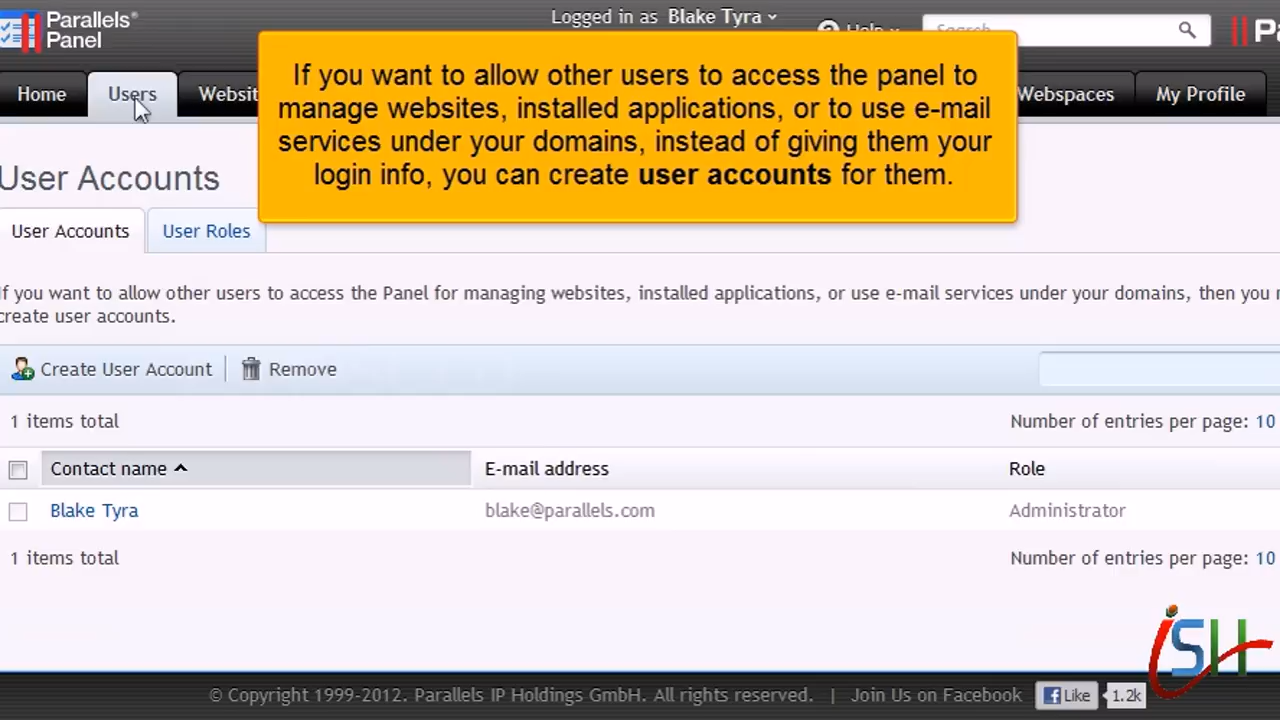 Parallels®
Panel
Logged in as Blake Tyra
Help
Search
Home
Users
Websit
Webspaces
My Profile
If you want to allow other users to access the panel to
manage websites, installed applications, or to use e-mail
services under your domains, instead of giving them your
login info, you can create user accounts for them.
User Accounts
User Accounts
User Roles
If you want to allow other users to access the Panel for managing websites, installed applications, or use e-mail services under your domains, then you
create user accounts.
Create User Account
Remove
1 items total
Number of entries per page: 10
Contact name
E-mail address
Role
Blake Tyra
blake@parallels.com
Administrator
1 items total
Number of entries per page: 10
iSH
© Copyright 1999-2012. Parallels IP Holdings GmbH. All rights reserved. | Join Us on Facebook
Like
1.2k